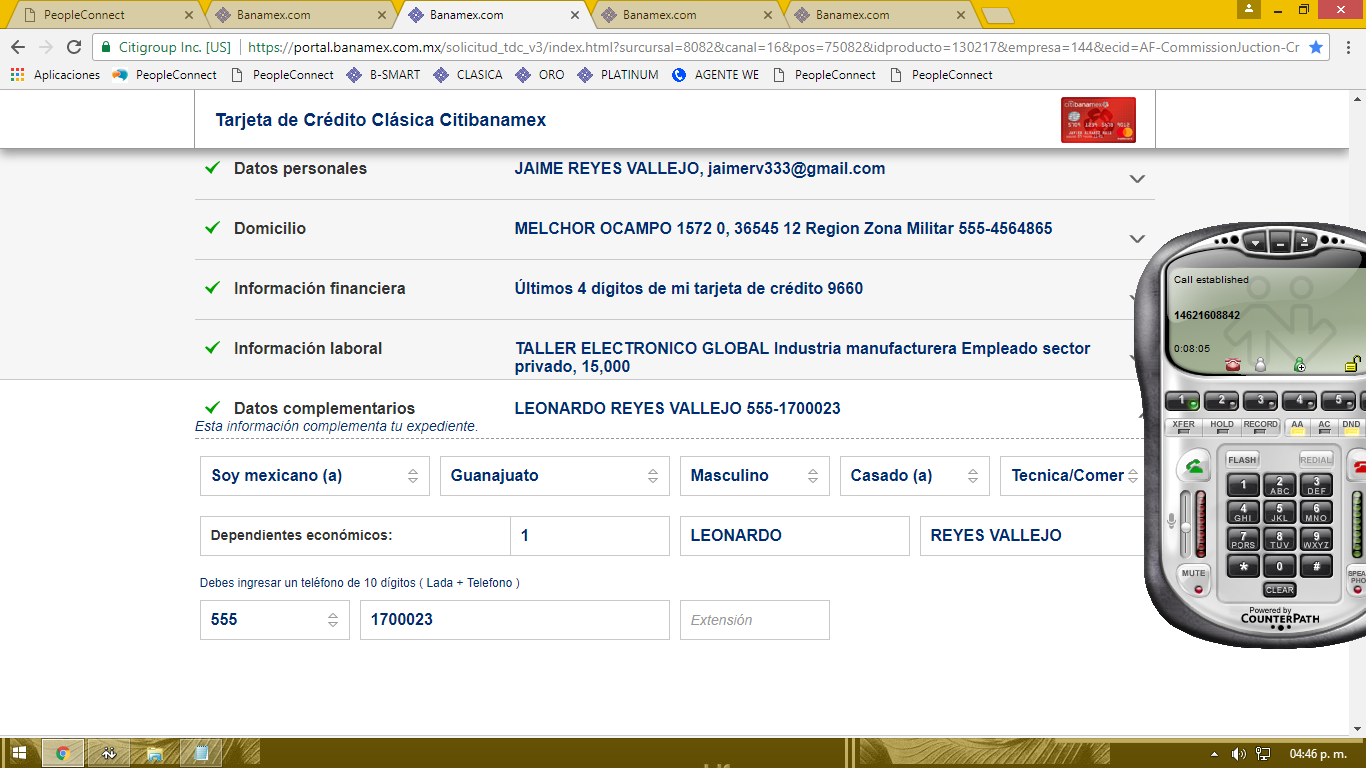 PeopleConnect
Banamex.com
Banamex.com
Banamex.com
Banamex.com
Citigroup Inc. [US] https://portal.banamex.com.mx/solicitud_tdc_v3/index.html?surcursal=8082&canal=16&pos=75082&idproducto=130217&empresa=144&ecid=AF-CommissionJuction-Cr
Aplicaciones PeopleConnect PeopleConnect B-SMART CLASICA ORO PLATINUM AGENTE WE PeopleConnect PeopleConnect
Tarjeta de Crédito Clásica Citibanamex
Datos personales JAIME REYES VALLEJO, jaimerv333@gmail.com
Domicilio MELCHOR OCAMPO 1572 0, 36545 12 Region Zona Militar 555-4564865
Información financiera Últimos 4 dígitos de mi tarjeta de crédito 9660
Información laboral TALLER ELECTRONICO GLOBAL Industria manufacturera Empleado sector
privado, 15,000
Datos complementarios LEONARDO REYES VALLEJO 555-1700023
Esta información complementa tu expediente.
Soy mexicano (a) Guanajuato Masculino Casado (a) Tecnica/Comer
Dependientes económicos: 1 LEONARDO REYES VALLEJO
Debes ingresar un teléfono de 10 dígitos ( Lada + Telefono )
555 1700023 Extensión
Call established
14621608842
0:08:05
1 2 3 4 5
XFER HOLD RECORD AA AC DND
FLASH REDIAL
1 2 ABC 3 DEF
4 GHI 5 JKL 6 MNO
7 PQRS 8 TUV 9 WXYZ
* 0 #
MUTE
CLEAR
SPEA
PHO
Powered by
COUNTERPATH
04:46 p. m.